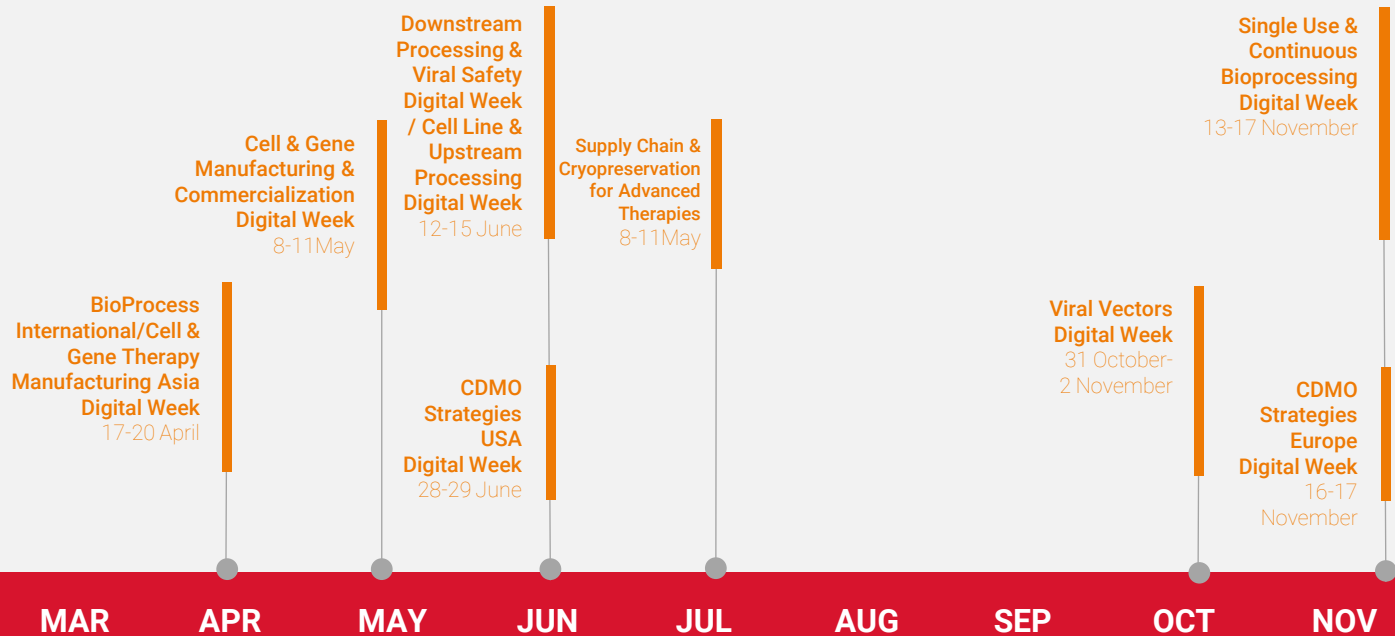 BioProcess
International/Cell &
Gene Therapy
Manufacturing Asia
Digital Week
17-20 April
Cell & Gene
Manufacturing &
Commercialization
Digital Week
8-11May
Downstream
Processing &
Viral Safety
Digital Week
/ Cell Line &
Upstream
Processing
Digital Week
12-15 June
CDMO
Strategies
USA
Digital Week
28-29 June
Supply Chain &
Cryopreservation
for Advanced
Therapies
8-11May
Viral Vectors
Digital Week
31 October-
2 November
Single Use &
Continuous
Bioprocessing
Digital Week
13-17 November
CDMO
Strategies
Europe
Digital Week
16-17
November
MAR APR MAY JUN JUL AUG SEP OCT NOV